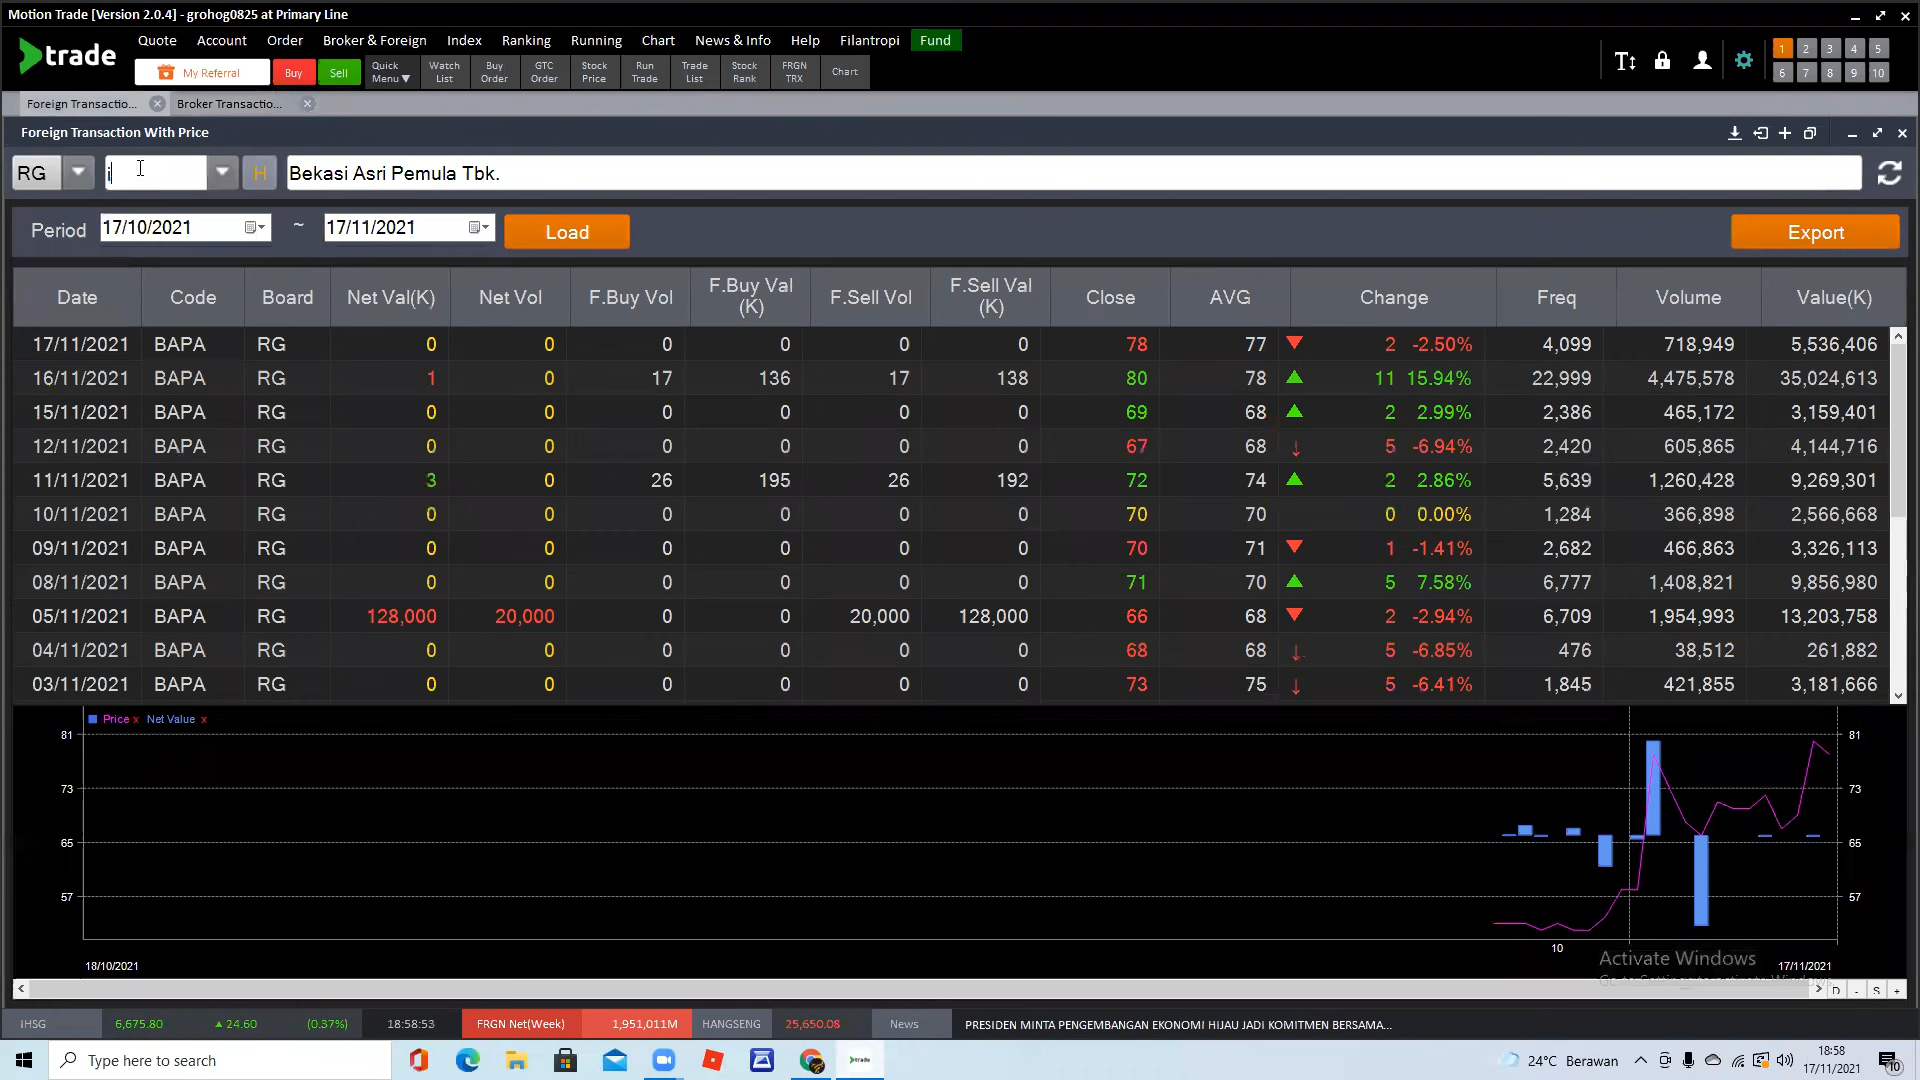 Motion Trade [Version 2.0.4] - grohog0825 at Primary Line
trade
Quote Account Order Broker & Foreign Index Ranking Running Chart News & Info Help Filantropi Fund
My Referral Buy Sell Quick Menu▼ Watch List Buy Order GTC Order Stock Price Run Trade Trade List Stock Rank FRGN TRX Chart
1 2 3 4 5
6 7 8 9 10
Foreign Transactio... Broker Transactio...
Foreign Transaction With Price
RG i H Bekasi Asri Pemula Tbk.
Period 17/10/2021 ~ 17/11/2021 Load Export
Date Code Board Net Val(K) Net Vol F.Buy Vol F.Buy Val (K) F.Sell Vol F.Sell Val (K) Close AVG Change Freq Volume Value(K)
17/11/2021 BAPA RG 0 0 0 0 0 0 78 77 ▼ 2 -2.50% 4,099 718,949 5,536,406
16/11/2021 BAPA RG 1 0 17 136 17 138 80 78 ▲ 11 15.94% 22,999 4,475,578 35,024,613
15/11/2021 BAPA RG 0 0 0 0 0 0 69 68 ▲ 2 2.99% 2,386 465,172 3,159,401
12/11/2021 BAPA RG 0 0 0 0 0 0 67 68 ↓ 5 -6.94% 2,420 605,865 4,144,716
11/11/2021 BAPA RG 3 0 26 195 26 192 72 74 ▲ 2 2.86% 5,639 1,260,428 9,269,301
10/11/2021 BAPA RG 0 0 0 0 0 0 70 70 0 0.00% 1,284 366,898 2,566,668
09/11/2021 BAPA RG 0 0 0 0 0 0 70 71 ▼ 1 -1.41% 2,682 466,863 3,326,113
08/11/2021 BAPA RG 0 0 0 0 0 0 71 70 ▲ 5 7.58% 6,777 1,408,821 9,856,980
05/11/2021 BAPA RG 128,000 20,000 0 0 20,000 128,000 66 68 ▼ 2 -2.94% 6,709 1,954,993 13,203,758
04/11/2021 BAPA RG 0 0 0 0 0 0 68 68 ↓ 5 -6.85% 476 38,512 261,882
03/11/2021 BAPA RG 0 0 0 0 0 0 73 75 ↓ 5 -6.41% 1,845 421,855 3,181,666
Price x Net Value x
81 81
73 73
65 65
57 57
10
Activate Windows
18/10/2021 17/11/2021
D - S +
IHSG 6,675.80 ▲ 24.60 (0.37%) 18:58:53 FRGN Net(Week) 1,951,011M HANGSENG 25,650.08 News PRESIDEN MINTA PENGEMBANGAN EKONOMI HIJAU JADI KOMITMEN BERSAMA...
Type here to search trade 24°C Berawan 18:58
17/11/2021
10